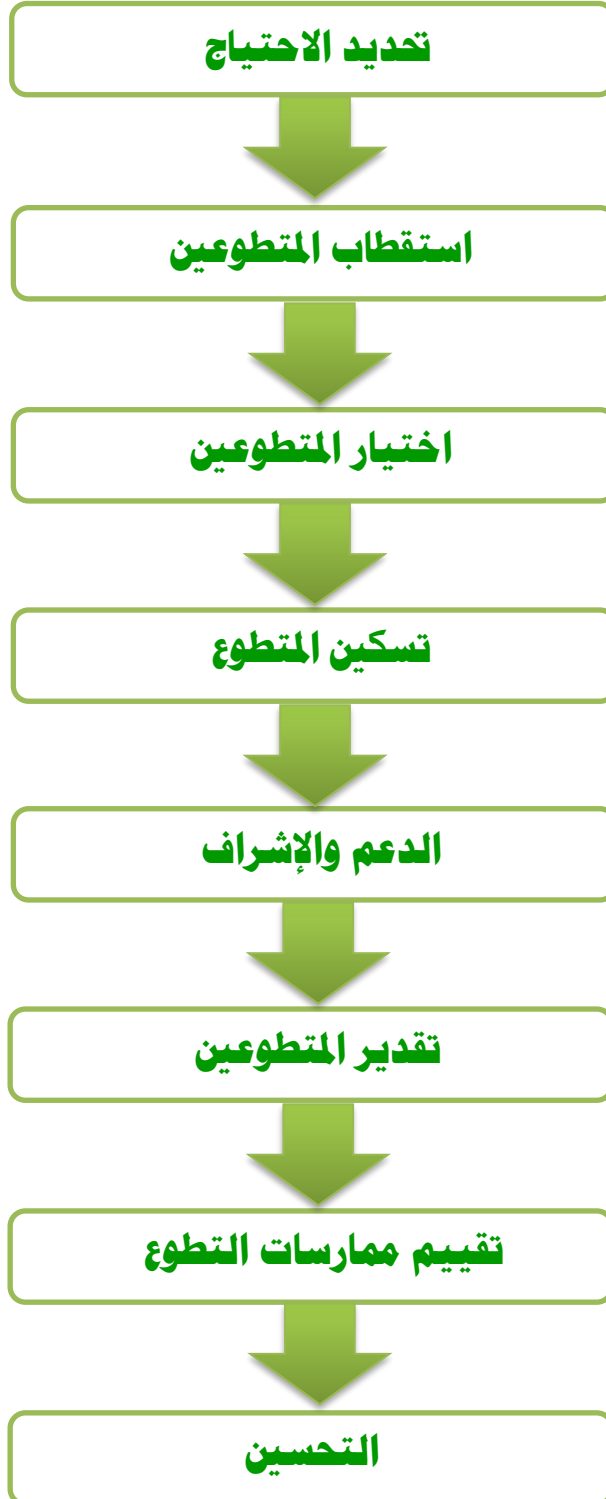 تحديد الاحتياج
استقطاب المتطوعين
اختيار المتطوعين
تسكين المتطوع
الدعم والإشراف
تقدير المتطوعين
تقييم ممارسات التطوع
التحسين